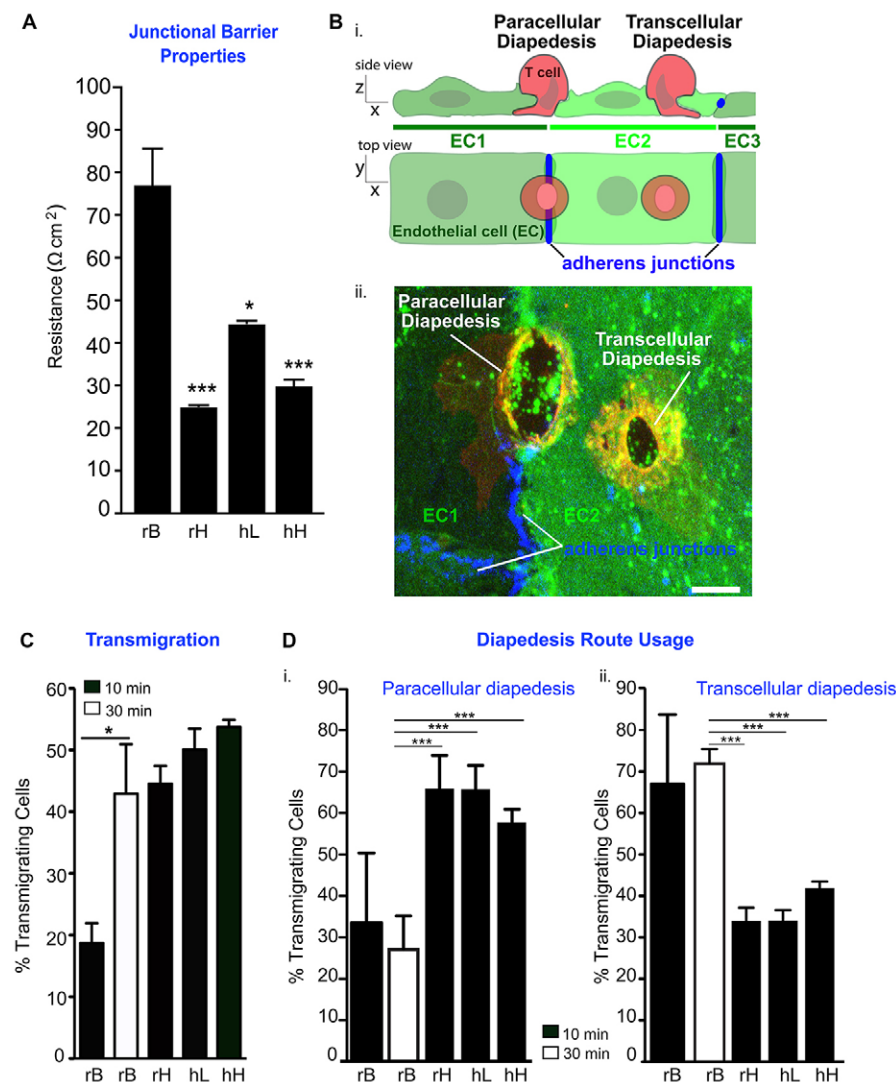 A
Junctional Barrier
Properties
Resistance (Ω cm²)
100
90
80
70
60
50
40
30
20
10
0
***
*
***
rB
rH
hL
hH
B
i.
Paracellular
Diapedesis
Transcellular
Diapedesis
side view
z
x
T cell
EC1
EC2
EC3
top view
y
x
Endothelial cell (EC)
adherens junctions
ii.
Paracellular
Diapedesis
Transcellular
Diapedesis
EC1
EC2
adherens junctions
C
Transmigration
10 min
30 min
% Transmigrating Cells
60
50
40
30
20
10
0
*
rB
rB
rH
hL
hH
D
Diapedesis Route Usage
i.
Paracellular diapedesis
% Transmigrating Cells
90
80
70
60
50
40
30
20
10
0
***
***
***
rB
rB
rH
hL
hH
10 min
30 min
ii.
Transcellular diapedesis
% Transmigrating Cells
90
80
70
60
50
40
30
20
10
0
***
***
***
rB
rB
rH
hL
hH